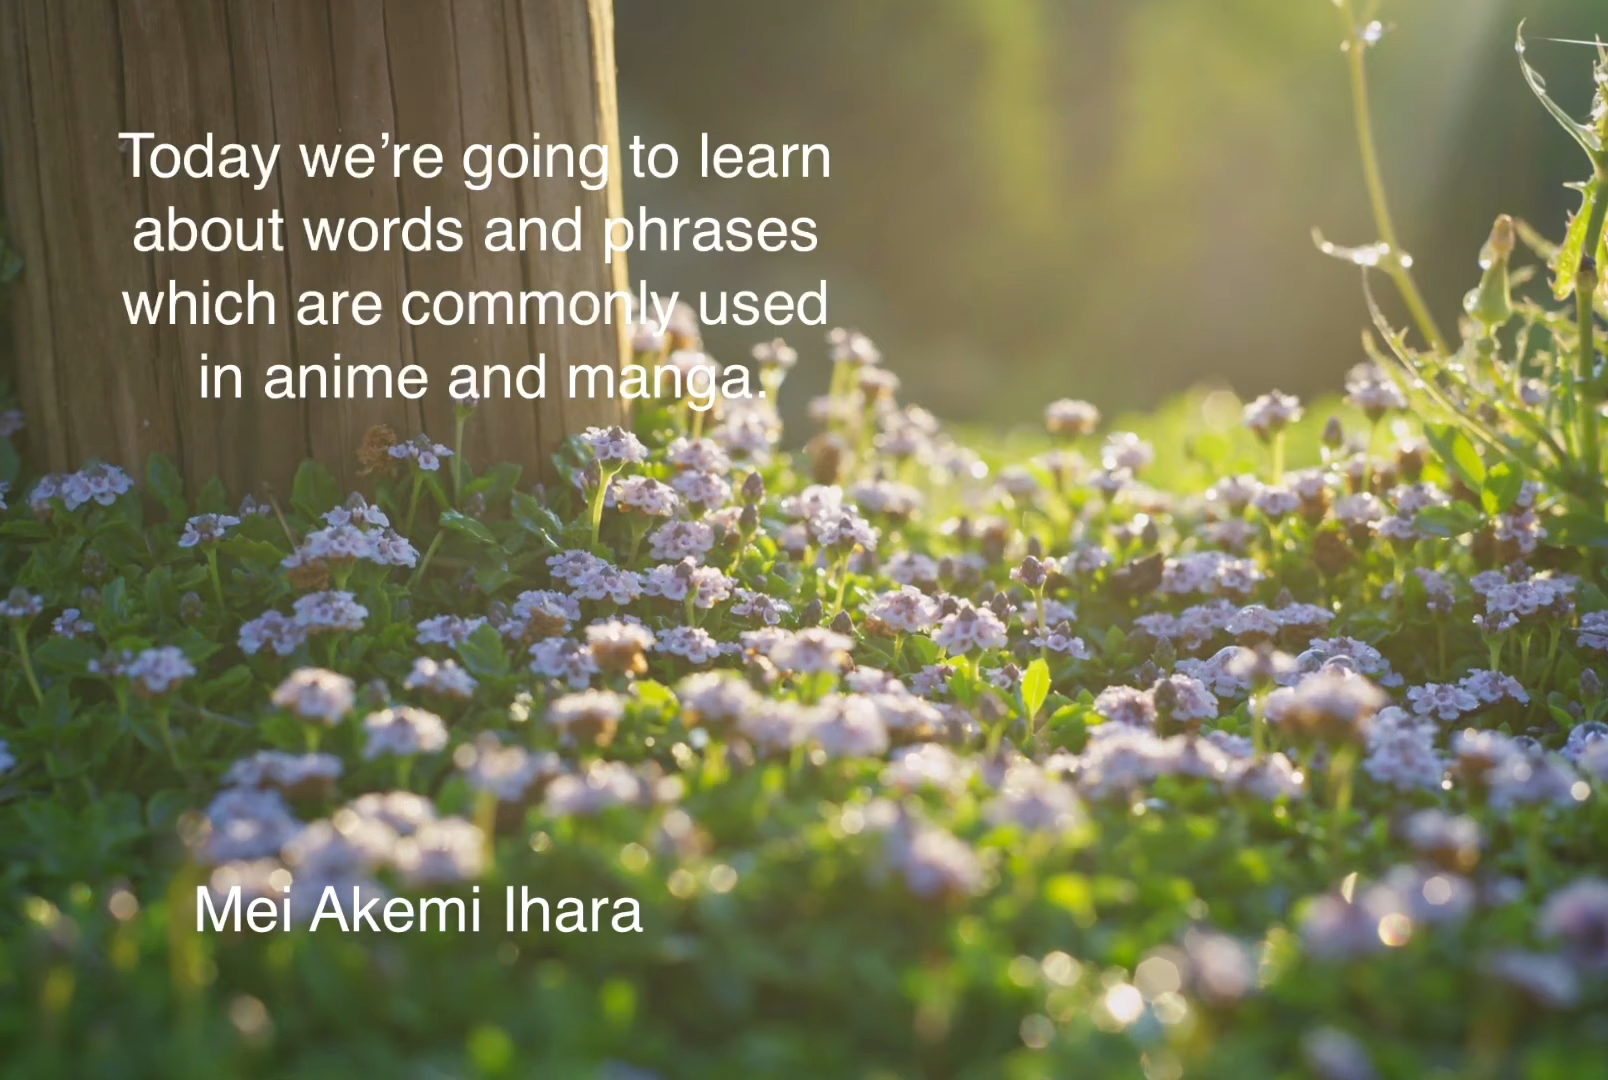 Today we’re going to learn
about words and phrases
which are commonly used
in anime and manga.
Mei Akemi Ihara